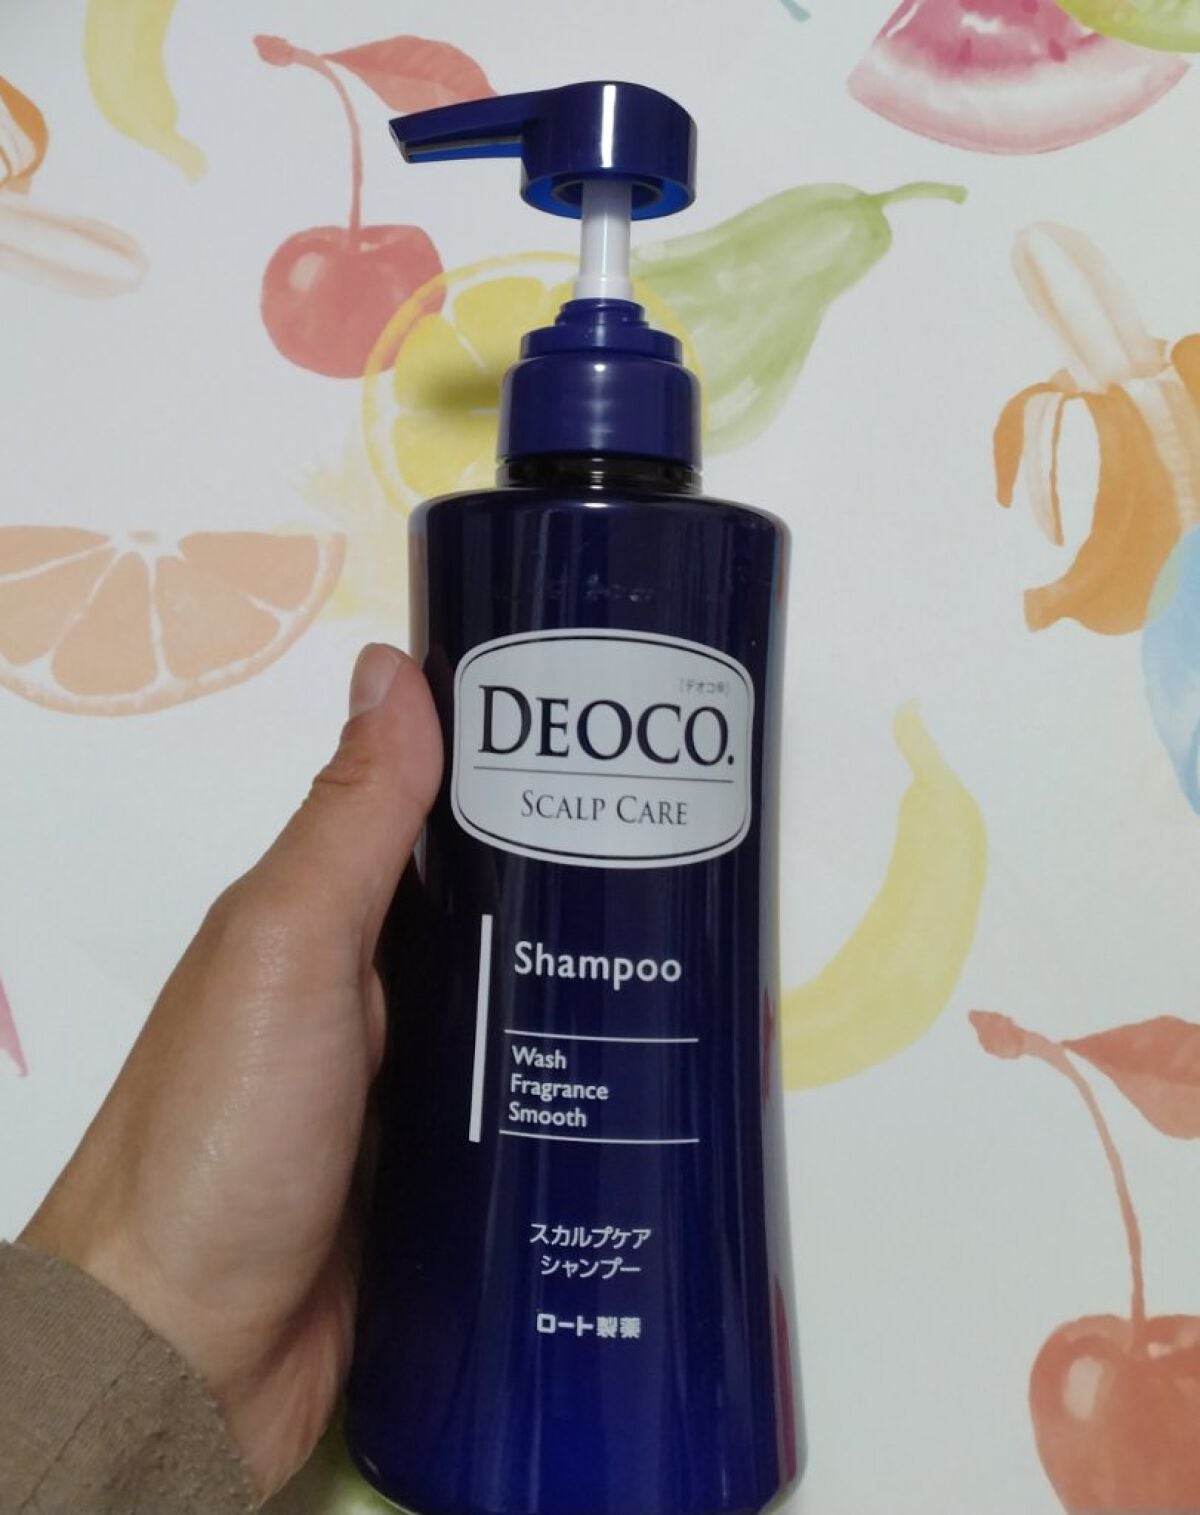 [デオコ®]
DEOCO.
SCALP CARE
Shampoo
Wash
Fragrance
Smooth
スカルプケア
シャンプー
ロート製薬